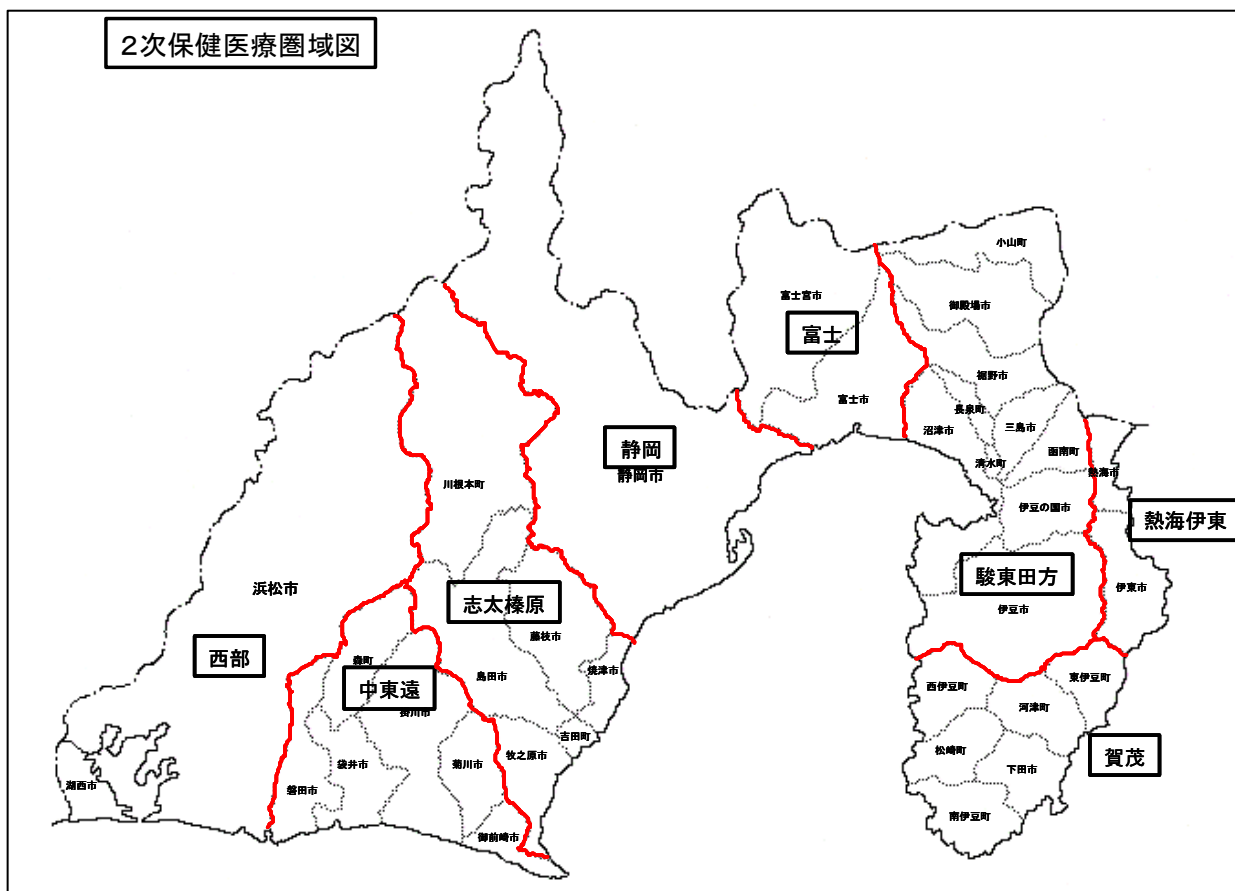 2次保健医療圏域図
小山町
富士宮市
御殿場市
富士
裾野市
富士市
長泉町
沼津市
三島市
静岡
函南町
清水町
静岡市
熱海市
川根本町
伊豆の国市
熱海伊東
駿東田方
浜松市
志太榛原
伊東市
伊豆市
藤枝市
西部
森町
焼津市
島田市
中東遠
掛川市
西伊豆町
東伊豆町
河津町
吉田町
牧之原市
松崎町
賀茂
袋井市
菊川市
下田市
湖西市
磐田市
南伊豆町
御前崎市